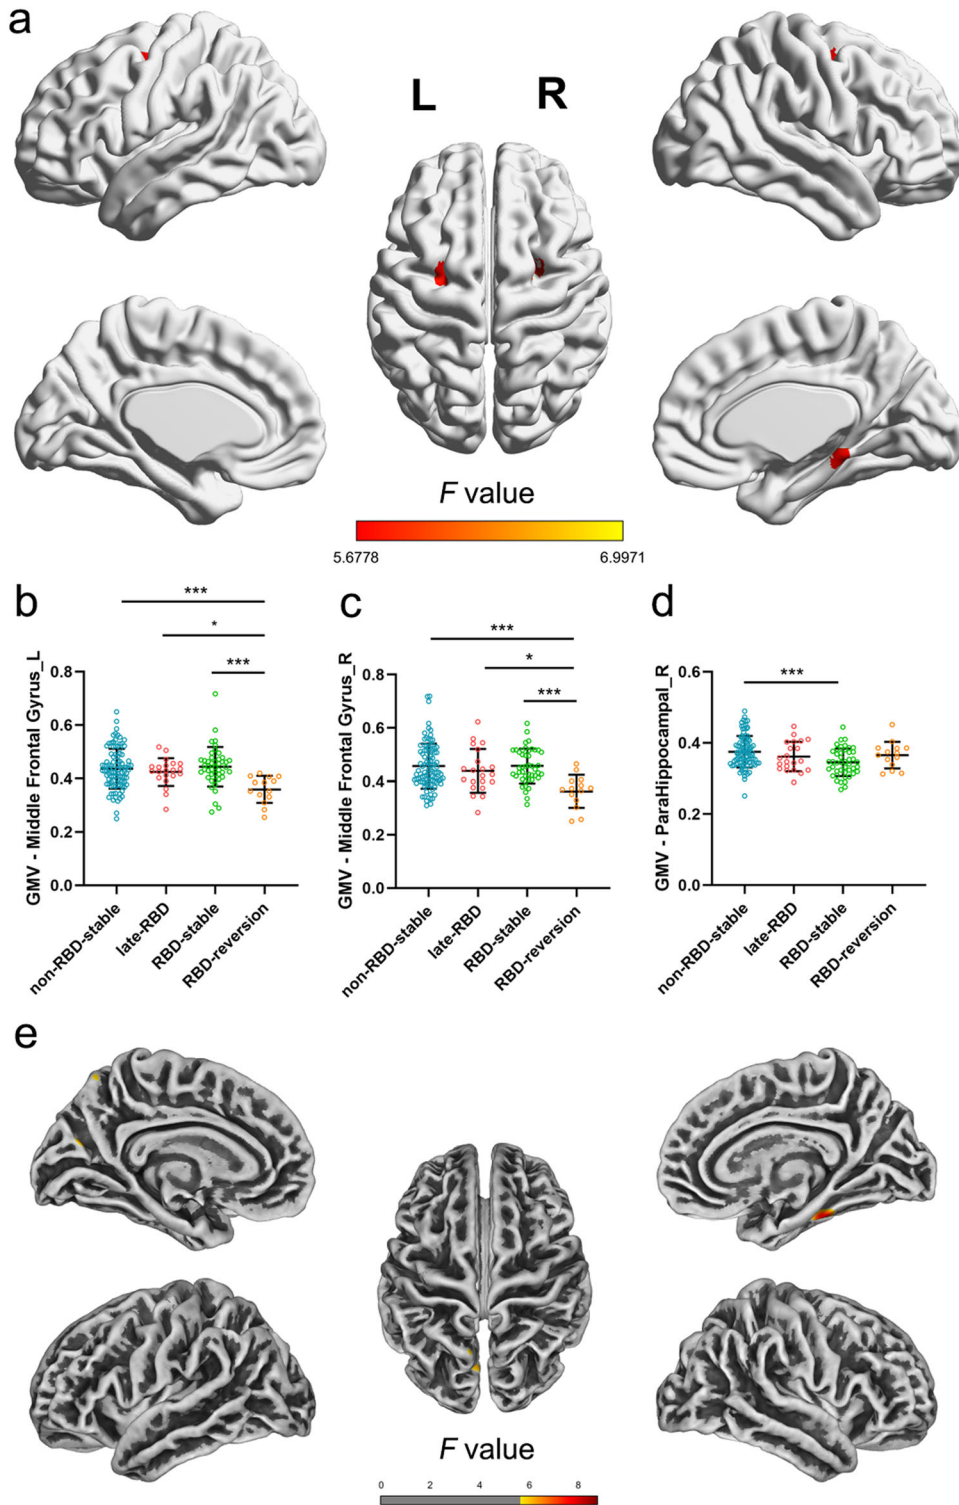 a
L R
F value
5.6778 6.9971
b
***
*
***
GMV - Middle Frontal Gyrus_L
0.8
0.6
0.4
0.2
0.0
non-RBD-stable
late-RBD
RBD-stable
RBD-reversion
c
***
*
***
GMV - Middle Frontal Gyrus_R
0.8
0.6
0.4
0.2
0.0
non-RBD-stable
late-RBD
RBD-stable
RBD-reversion
d
***
GMV - ParaHippocampal_R
0.6
0.4
0.2
0.0
non-RBD-stable
late-RBD
RBD-stable
RBD-reversion
e
F value
0 2 4 6 8